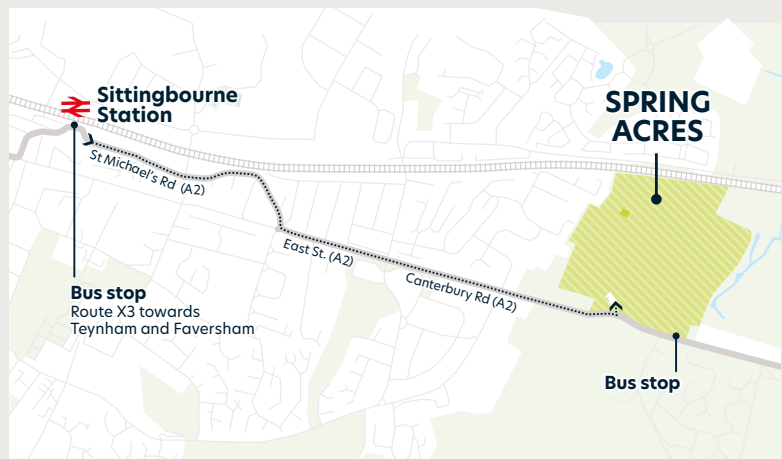 Sittingbourne
Station
SPRING
ACRES
St Michael's Rd (A2)
East St. (A2)
Canterbury Rd (A2)
Bus stop
Route X3 towards
Teynham and Faversham
Bus stop